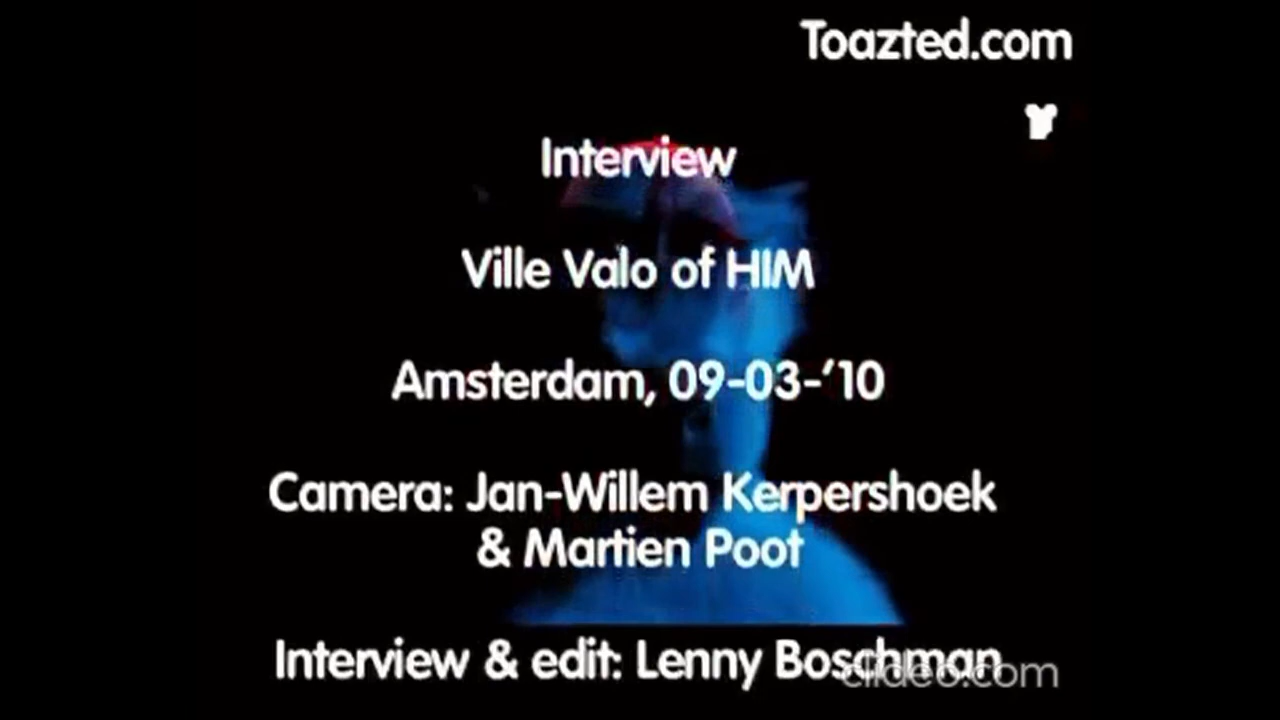 Toazted.com
Interview
Ville Valo of HIM
Amsterdam, 09-03-'10
Camera: Jan-Willem Kerpershoek
& Martien Poot
Interview & edit: Lenny Boschman
clideo.com